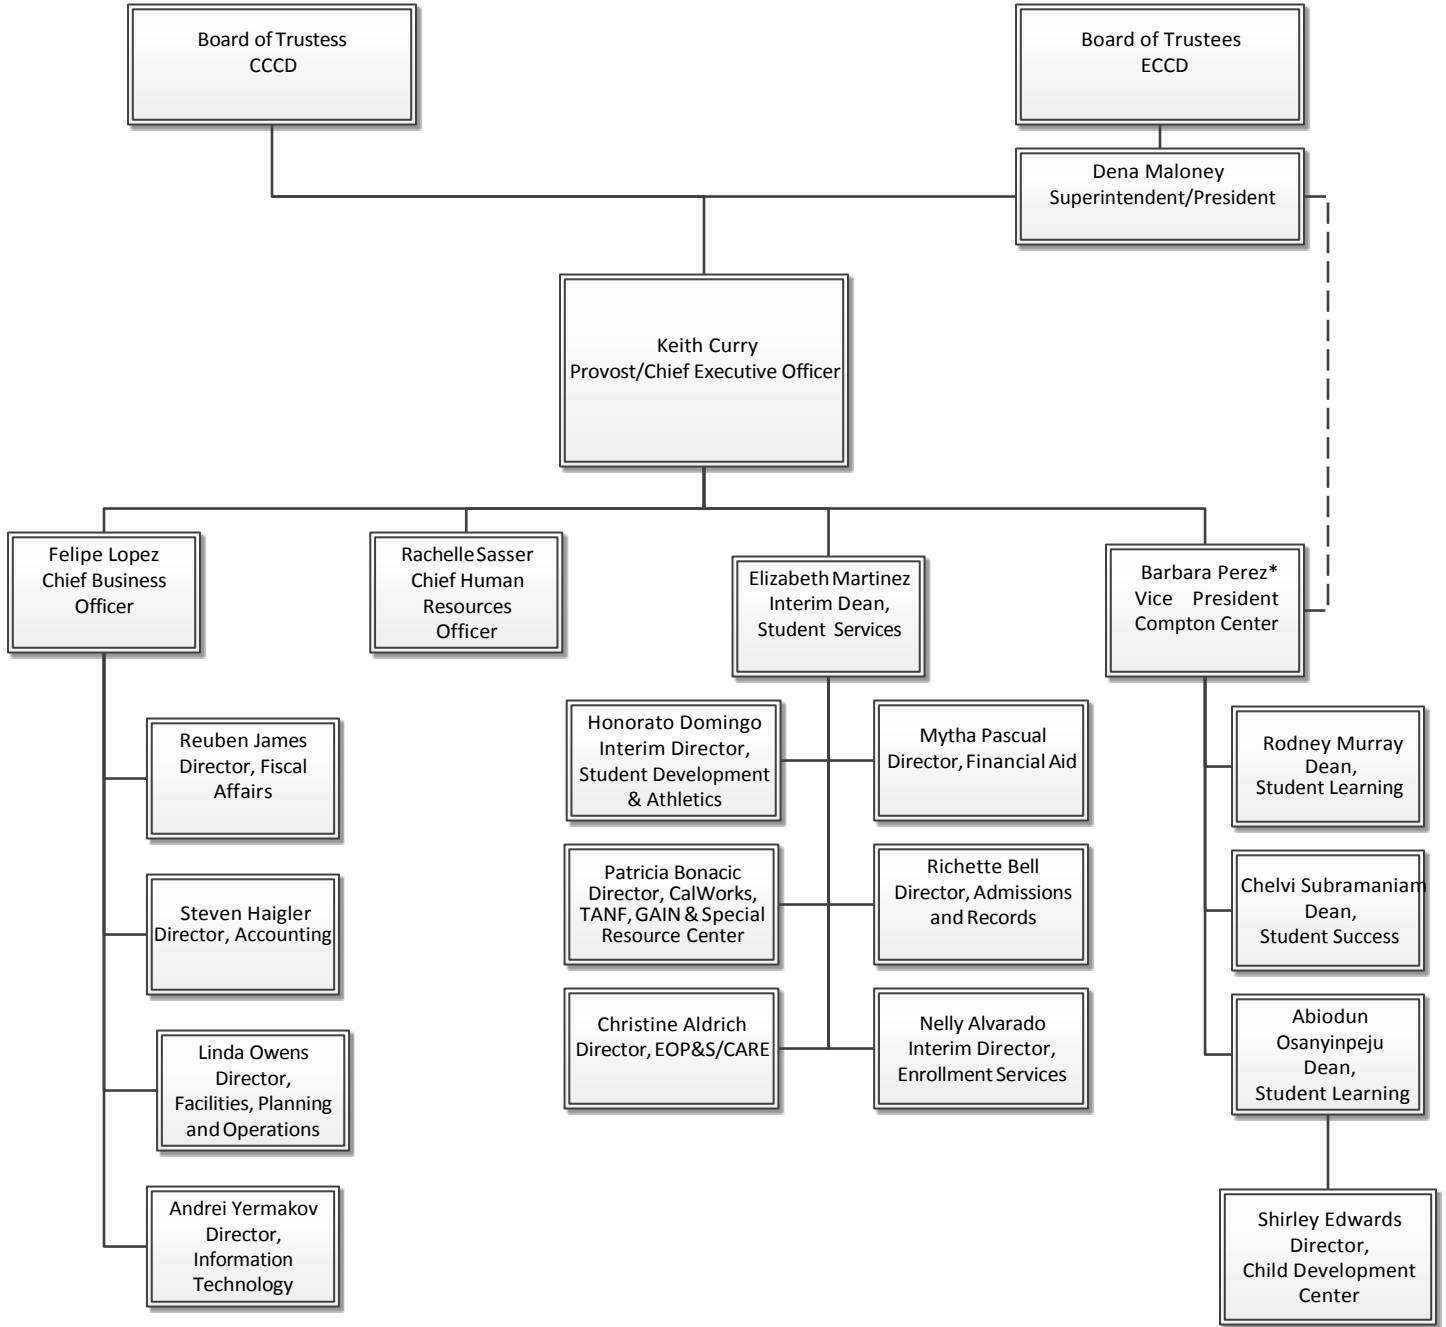 Board of Trustess
CCCD
Board of Trustees
ECCD
Dena Maloney
Superintendent/President
Keith Curry
Provost/Chief Executive Officer
Felipe Lopez
Chief Business
Officer
Rachelle Sasser
Chief Human
Resources
Officer
Elizabeth Martinez
Interim Dean,
Student Services
Barbara Perez*
Vice President
Compton Center
Reuben James
Director, Fiscal
Affairs
Steven Haigler
Director, Accounting
Linda Owens
Director,
Facilities, Planning
and Operations
Andrei Yermakov
Director,
Information
Technology
Honorato Domingo
Interim Director,
Student Development
& Athletics
Mytha Pascual
Director, Financial Aid
Patricia Bonacic
Director, CalWorks,
TANF, GAIN & Special
Resource Center
Richette Bell
Director, Admissions
and Records
Christine Aldrich
Director, EOP&S/CARE
Nelly Alvarado
Interim Director,
Enrollment Services
Rodney Murray
Dean,
Student Learning
Chelvi Subramaniam
Dean,
Student Success
Abiodun
Osanyinpeju
Dean,
Student Learning
Shirley Edwards
Director,
Child Development
Center